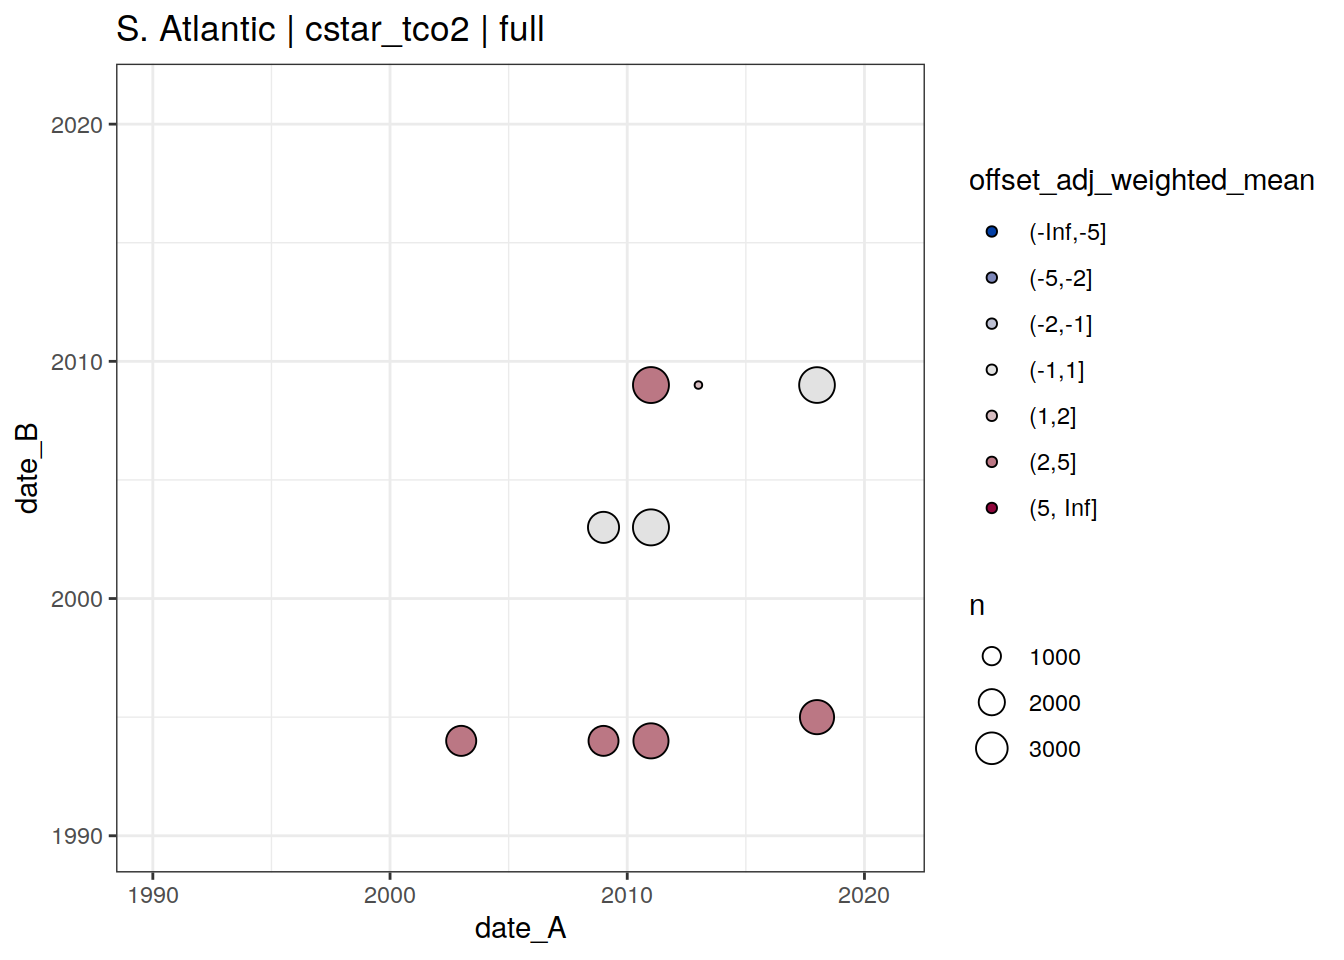 S. Atlantic | cstar_tco2 | full
2020
2010
2000
1990
date_B
1990
2000
2010
2020
date_A
offset_adj_weighted_mean
(-Inf,-5]
(-5,-2]
(-2,-1]
(-1,1]
(1,2]
(2,5]
(5, Inf]
n
1000
2000
3000